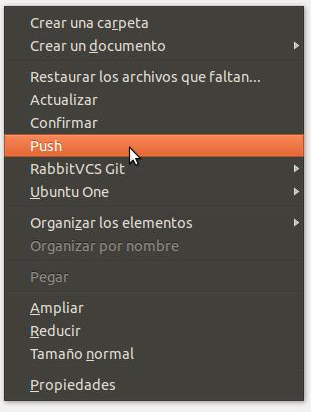 Crear una carpeta
Crear un documento
Restaurar los archivos que faltan...
Actualizar
Confirmar
Push
RabbitVCS Git
Ubuntu One
Organizar los elementos
Organizar por nombre
Pegar
Ampliar
Reducir
Tamaño normal
Propiedades